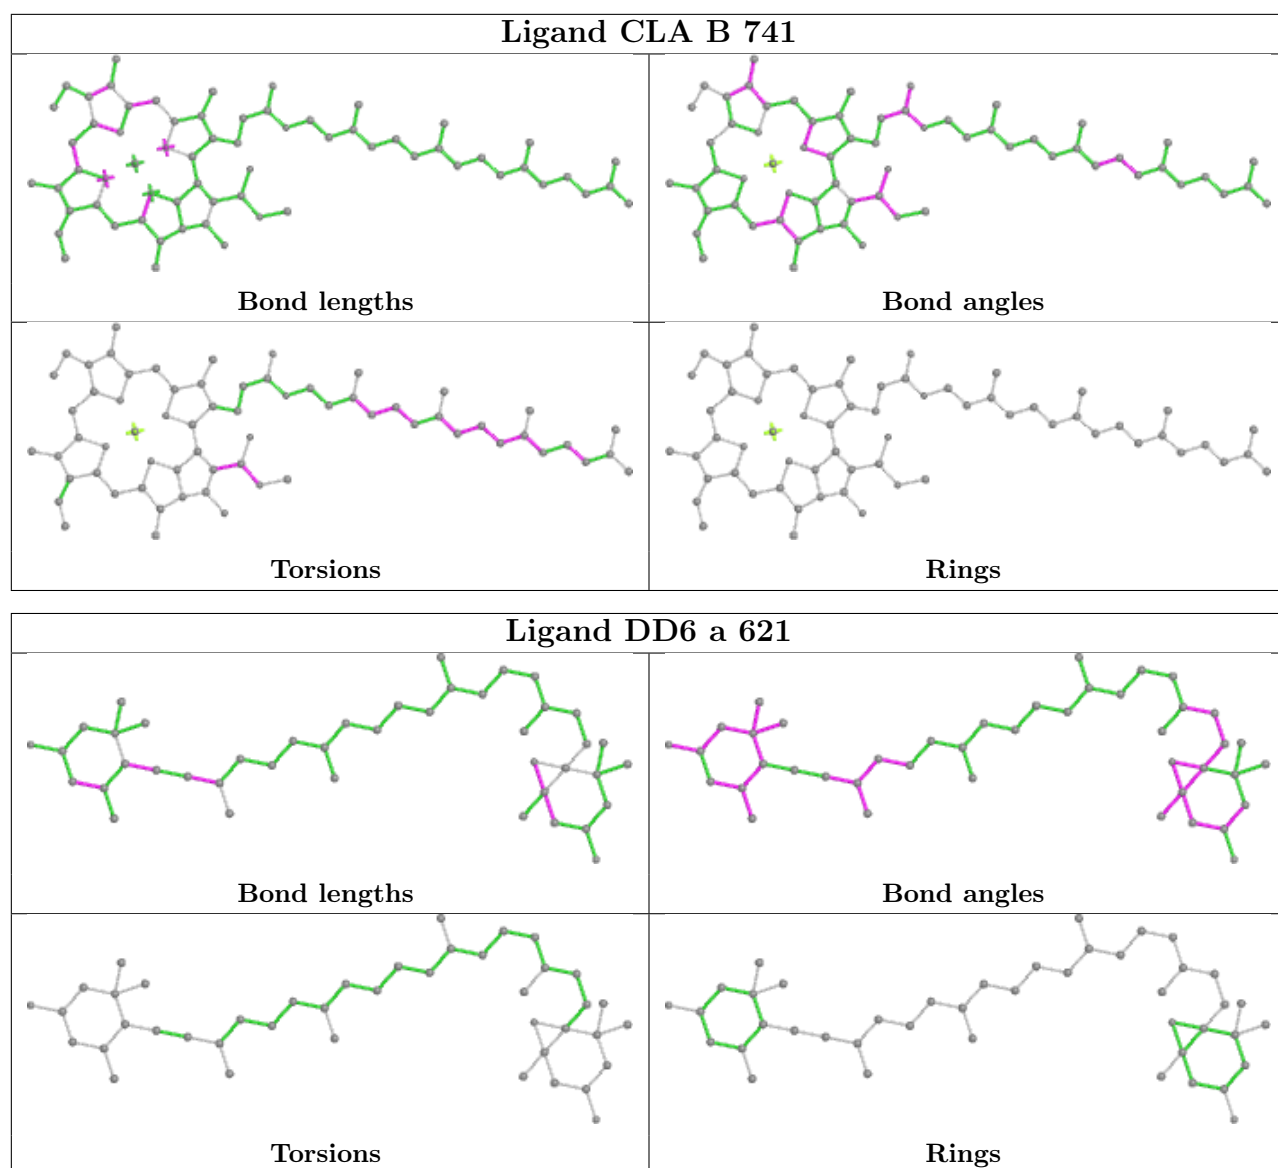 Ligand CLA B 741
Bond lengths
Bond angles
Torsions
Rings
Ligand DD6 a 621
Bond lengths
Bond angles
Torsions
Rings